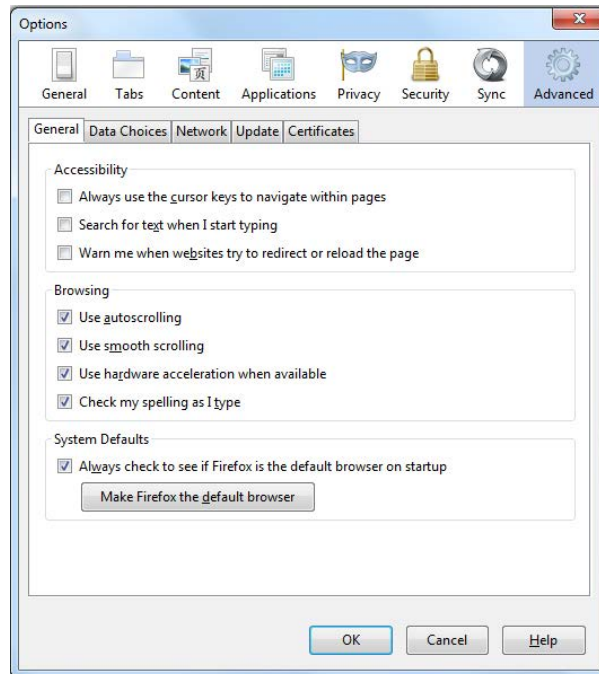 Options
General Tabs Content Applications Privacy Security Sync Advanced
General Data Choices Network Update Certificates
Accessibility
Always use the cursor keys to navigate within pages
Search for text when I start typing
Warn me when websites try to redirect or reload the page
Browsing
Use autoscrolling
Use smooth scrolling
Use hardware acceleration when available
Check my spelling as I type
System Defaults
Always check to see if Firefox is the default browser on startup
Make Firefox the default browser
OK Cancel Help